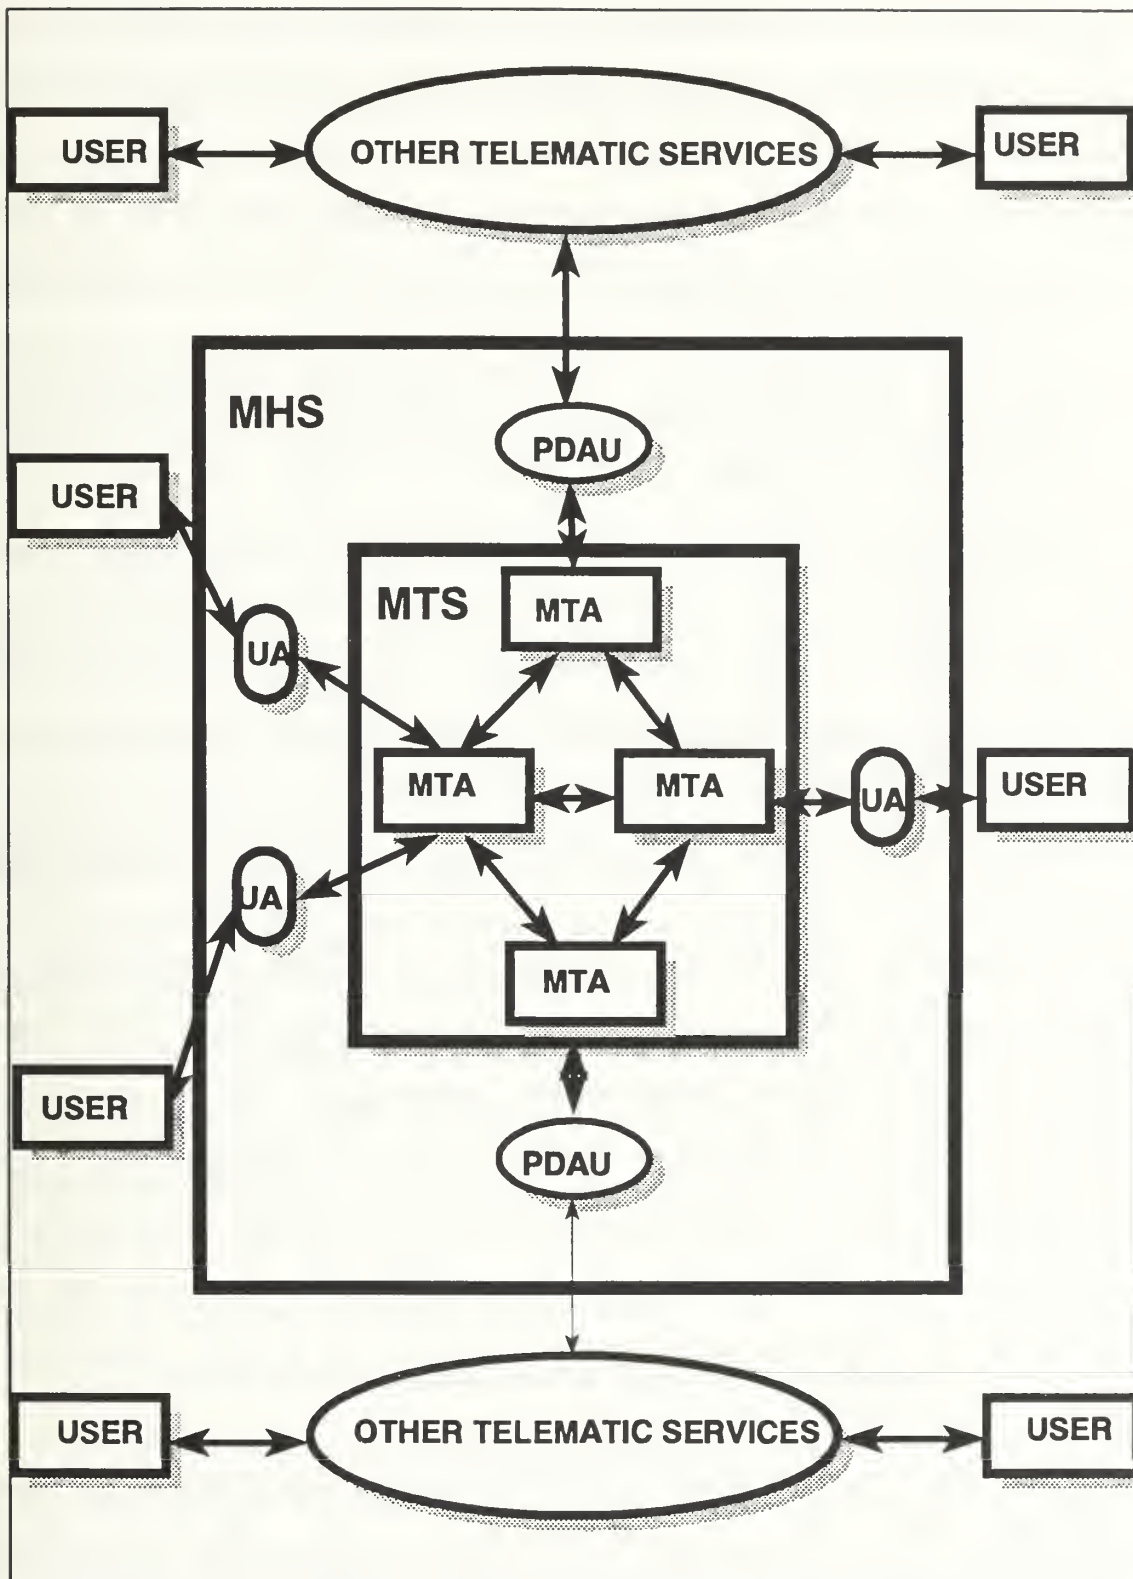 USER
OTHER TELEMATIC SERVICES
USER
MHS
PDAU
USER
MTS
MTA
UA
MTA
MTA
UA
USER
UA
MTA
USER
PDAU
USER
OTHER TELEMATIC SERVICES
USER